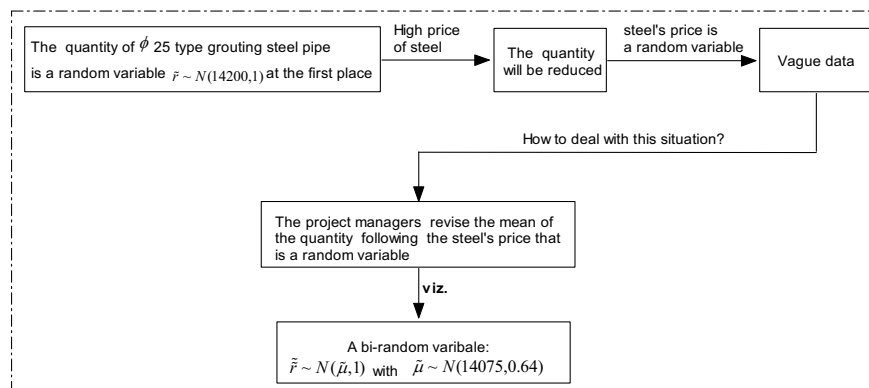 The quantity of ϕ 25 type grouting steel pipe
is a random variable r̃ ~ N(14200,1) at the first place
High price
of steel
The quantity
will be reduced
steel's price is
a random variable
Vague data
How to deal with this situation?
The project managers revise the mean of
the quantity following the steel's price that
is a random variable
viz.
A bi-random varibale:
r̃̃ ~ N(μ̃,1) with μ̃ ~ N(14075,0.64)